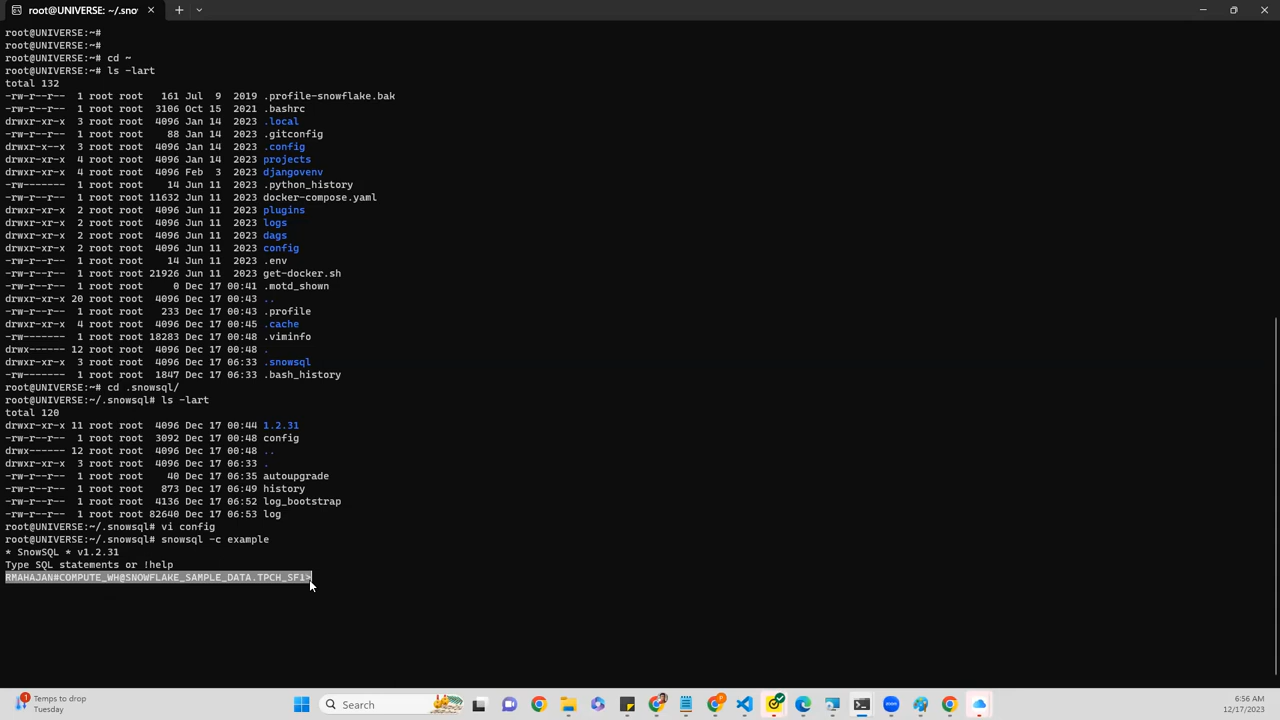 root@UNIVERSE: ~/.sno
root@UNIVERSE:~#
root@UNIVERSE:~#
root@UNIVERSE:~# cd ~
root@UNIVERSE:~# ls -lart
total 132
-rw-r--r--  1 root root   161 Jul  9  2019 .profile-snowflake.bak
-rw-r--r--  1 root root  3106 Oct 15  2021 .bashrc
drwxr-xr-x  3 root root  4096 Jan 14  2023 .local
-rw-r--r--  1 root root    88 Jan 14  2023 .gitconfig
drwxr-x--x  3 root root  4096 Jan 14  2023 .config
drwxr-xr-x  4 root root  4096 Jan 14  2023 projects
drwxr-xr-x  4 root root  4096 Feb  3  2023 djangovenv
-rw-------  1 root root    14 Jun 11  2023 .python_history
-rw-r--r--  1 root root 11632 Jun 11  2023 docker-compose.yaml
drwxr-xr-x  2 root root  4096 Jun 11  2023 plugins
drwxr-xr-x  2 root root  4096 Jun 11  2023 logs
drwxr-xr-x  2 root root  4096 Jun 11  2023 dags
drwxr-xr-x  2 root root  4096 Jun 11  2023 config
-rw-r--r--  1 root root    14 Jun 11  2023 .env
-rw-r--r--  1 root root 21926 Jun 11  2023 get-docker.sh
-rw-r--r--  1 root root     0 Dec 17 00:41 .motd_shown
drwxr-xr-x 20 root root  4096 Dec 17 00:43 ..
-rw-r--r--  1 root root   233 Dec 17 00:43 .profile
drwxr-xr-x  4 root root  4096 Dec 17 00:45 .cache
-rw-------  1 root root 18283 Dec 17 00:48 .viminfo
drwx------ 12 root root  4096 Dec 17 00:48 .
drwxr-xr-x  3 root root  4096 Dec 17 06:33 .snowsql
-rw-------  1 root root  1847 Dec 17 06:33 .bash_history
root@UNIVERSE:~# cd .snowsql/
root@UNIVERSE:~/.snowsql# ls -lart
total 120
drwxr-xr-x 11 root root  4096 Dec 17 00:44 1.2.31
-rw-r--r--  1 root root  3092 Dec 17 00:48 config
drwx------ 12 root root  4096 Dec 17 00:48 ..
drwxr-xr-x  3 root root  4096 Dec 17 06:33 .
-rw-r--r--  1 root root    40 Dec 17 06:35 autoupgrade
-rw-r--r--  1 root root   873 Dec 17 06:49 history
-rw-r--r--  1 root root  4136 Dec 17 06:52 log_bootstrap
-rw-r--r--  1 root root 82640 Dec 17 06:53 log
root@UNIVERSE:~/.snowsql# vi config
root@UNIVERSE:~/.snowsql# snowsql -c example
* SnowSQL * v1.2.31
Type SQL statements or !help
RMAHAJAN#COMPUTE_WH@SNOWFLAKE_SAMPLE_DATA.TPCH_SF1>
1
Temps to drop
Tuesday
Search
6:56 AM
12/17/2023